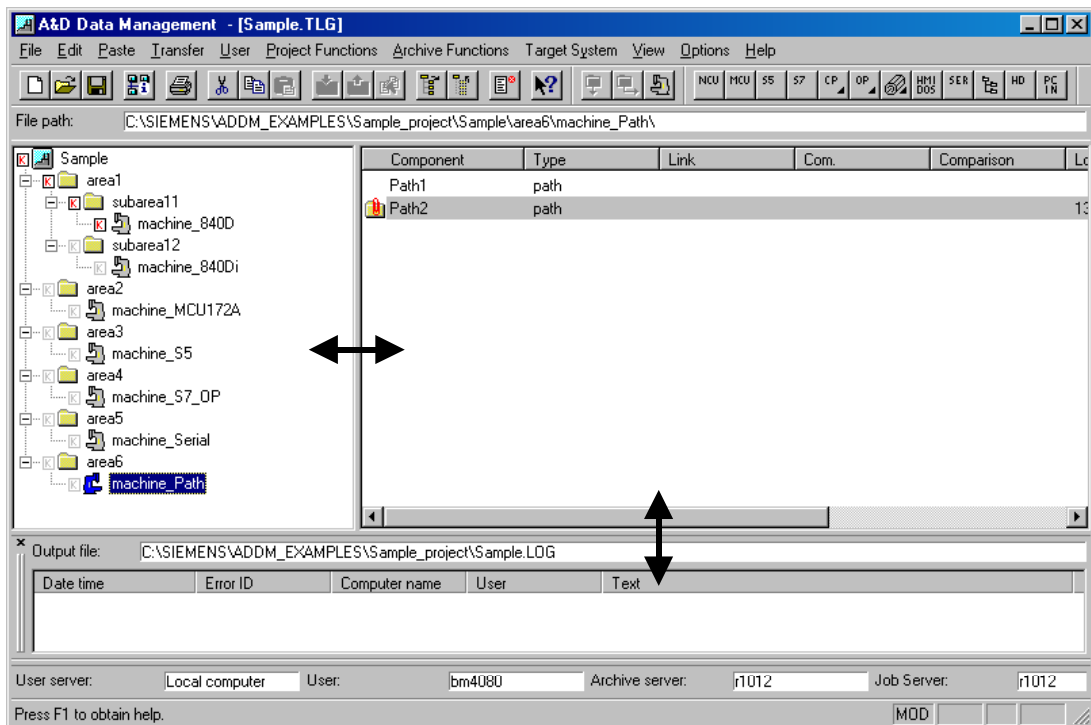 A&D Data Management - [Sample.TLG]
File Edit Paste Transfer User Project Functions Archive Functions Target System View Options Help
NCU MCU S5 S7 CP OP HMI DOS SER HD PC IN
File path: C:\SIEMENS\ADDM_EXAMPLES\Sample_project\Sample\area6\machine_Path\
K Sample
K area1
K subarea11
K machine_840D
K subarea12
K machine_840Di
K area2
K machine_MCU172A
K area3
K machine_S5
K area4
K machine_S7_OP
K area5
K machine_Serial
K area6
K machine_Path
Component Type Link Com. Comparison
Path1 path
Path2 path 13
Output file: C:\SIEMENS\ADDM_EXAMPLES\Sample_project\Sample.LOG
Date time Error ID Computer name User Text
User server: Local computer User: bm4080 Archive server: r1012 Job Server: r1012
Press F1 to obtain help. MOD